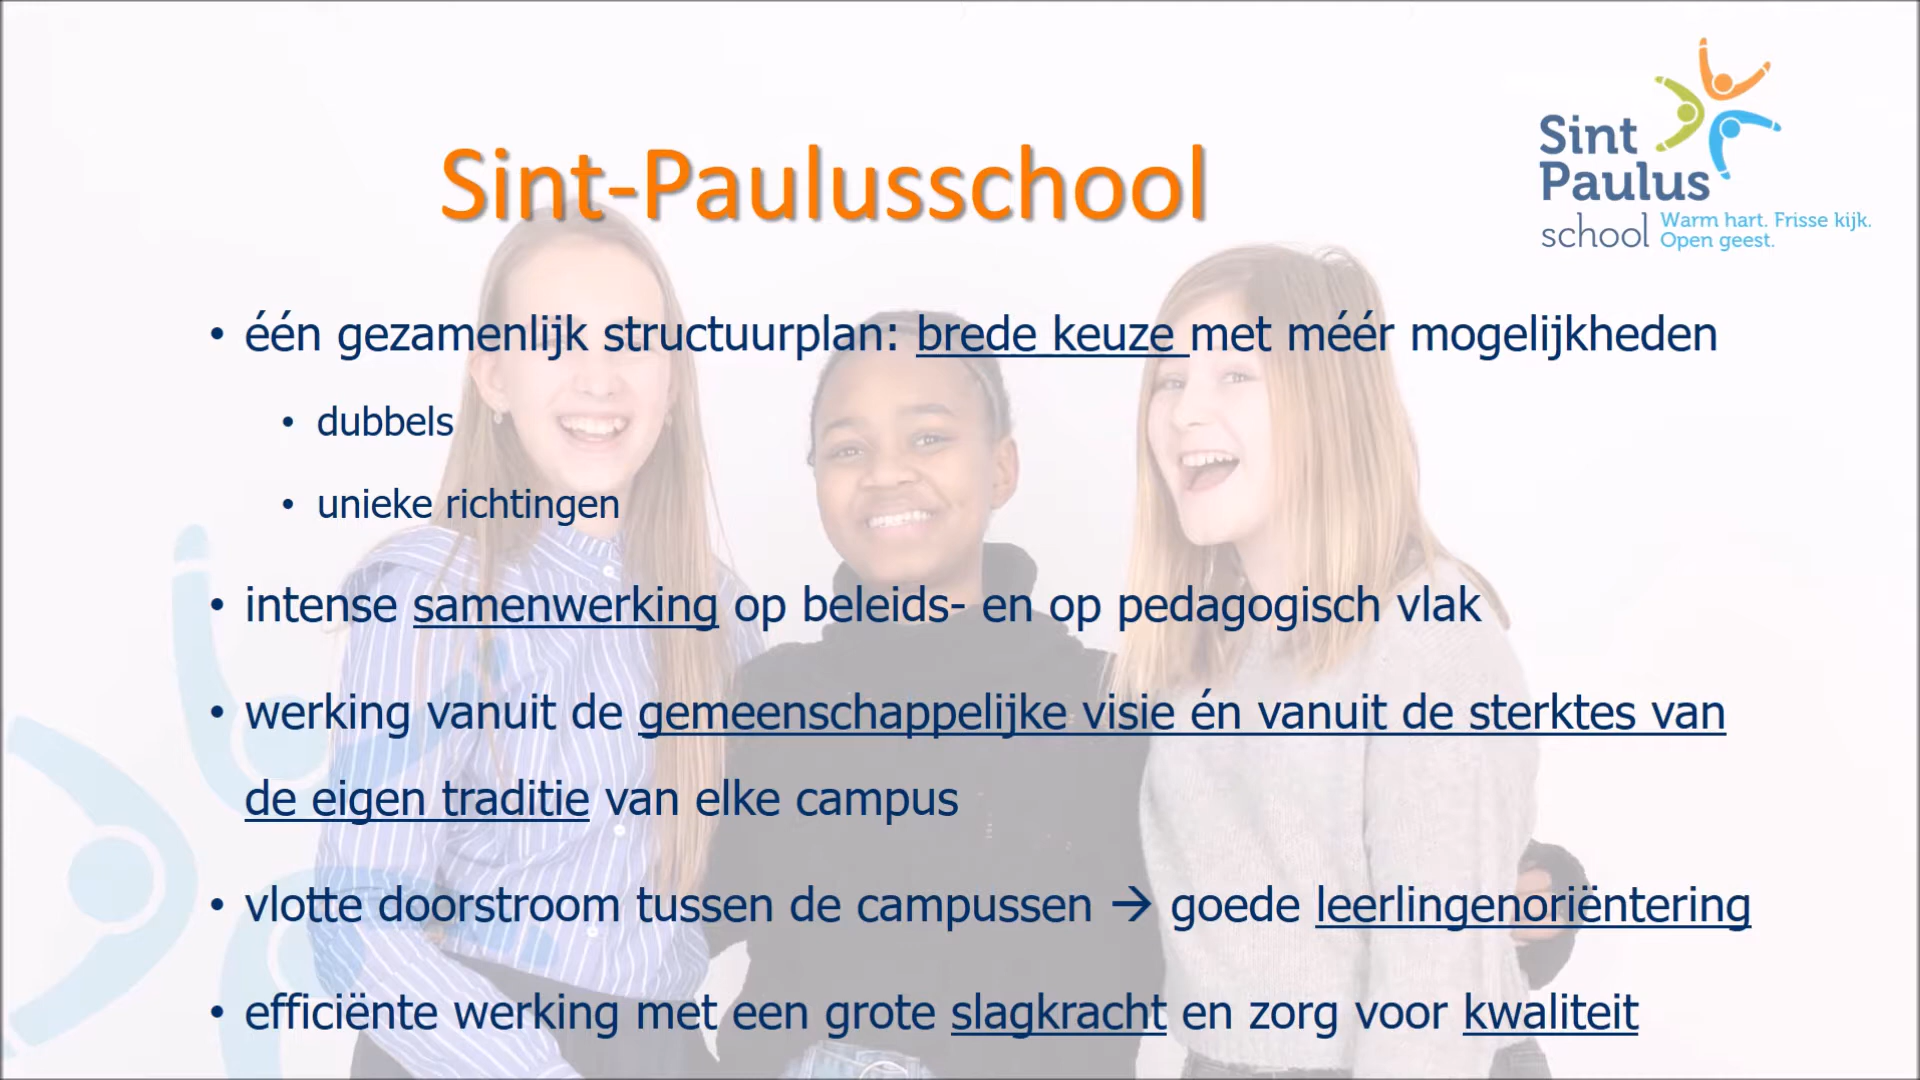 Sint
Paulus
school Warm hart. Frisse kijk.
Open geest.
Sint-Paulusschool
• één gezamenlijk structuurplan: brede keuze met méér mogelijkheden
• dubbels
• unieke richtingen
• intense samenwerking op beleids- en op pedagogisch vlak
• werking vanuit de gemeenschappelijke visie én vanuit de sterktes van
de eigen traditie van elke campus
• vlotte doorstroom tussen de campussen → goede leerlingenoriëntering
• efficiënte werking met een grote slagkracht en zorg voor kwaliteit